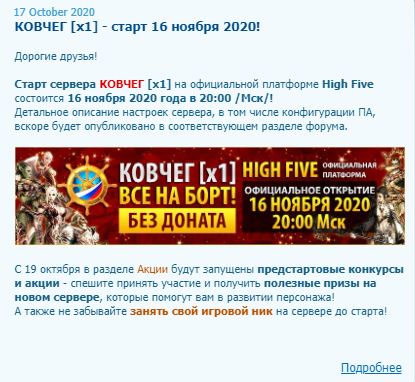 17 October 2020
КОВЧЕГ [x1] - старт 16 ноября 2020!
Дорогие друзья!
Старт сервера КОВЧЕГ [x1] на официальной платформе High Five
состоится 16 ноября 2020 года в 20:00 /Мск/!
Детальное описание настроек сервера, в том числе конфигурации ПА,
вскоре будет опубликовано в соответствующем разделе форума.
КОВЧЕГ [x1]
ВСЕ НА БОРТ!
БЕЗ ДОНАТА
HIGH FIVE ОФИЦИАЛЬНАЯ ПЛАТФОРМА
ОФИЦИАЛЬНОЕ ОТКРЫТИЕ
16 НОЯБРЯ 2020
20:00 Мск
С 19 октября в разделе Акции будут запущены предстартовые конкурсы
и акции - спешите принять участие и получить полезные призы на
новом сервере, которые помогут вам в развитии персонажа!
А также не забывайте занять свой игровой ник на сервере до старта!
Подробнее